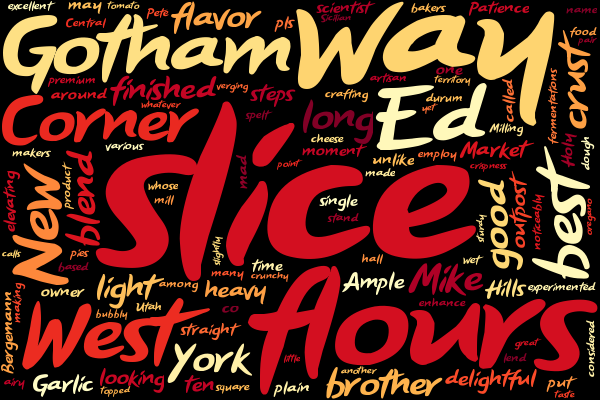 excellent may tomato Pete flavor pls scientist Sicilian bakers Patience name
Central Gotham Way food pair
premium around finished verging steps artisan one territory crust
Corner whatever spelt crafting long Ed durum yet called Milling fermentations
makers various cheese moment unlike employ Market Holy dough
elevating New product blend whose mill mad slice point made crispness best
single stand good outpost sturdy noticeably oregano
calls based pies slightly hall wet
owner light among many time crunchy heavy Ample Mike Hills experimented
Bergemann making bubbly Utah co flours enhance
West straight York little great lend considered
airy Garlic looking topped ten square plain another brother delightful put taste